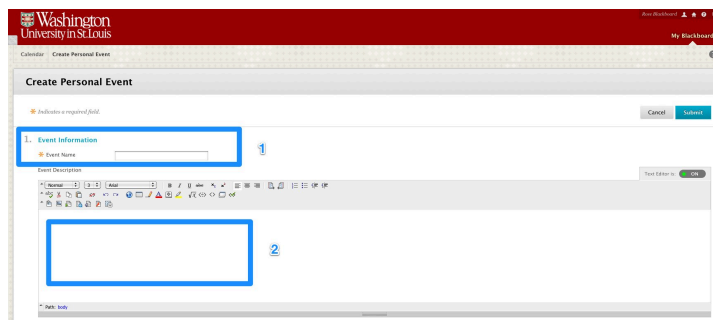 Washington
University in St.Louis
Ross Blackboard
My Blackboard
Calendar Create Personal Event
Create Personal Event
Indicates a required field.
Cancel Submit
1. Event Information
Event Name
1
Event Description
Text Editor is: ON
Normal 3 Arial
2
Path: body